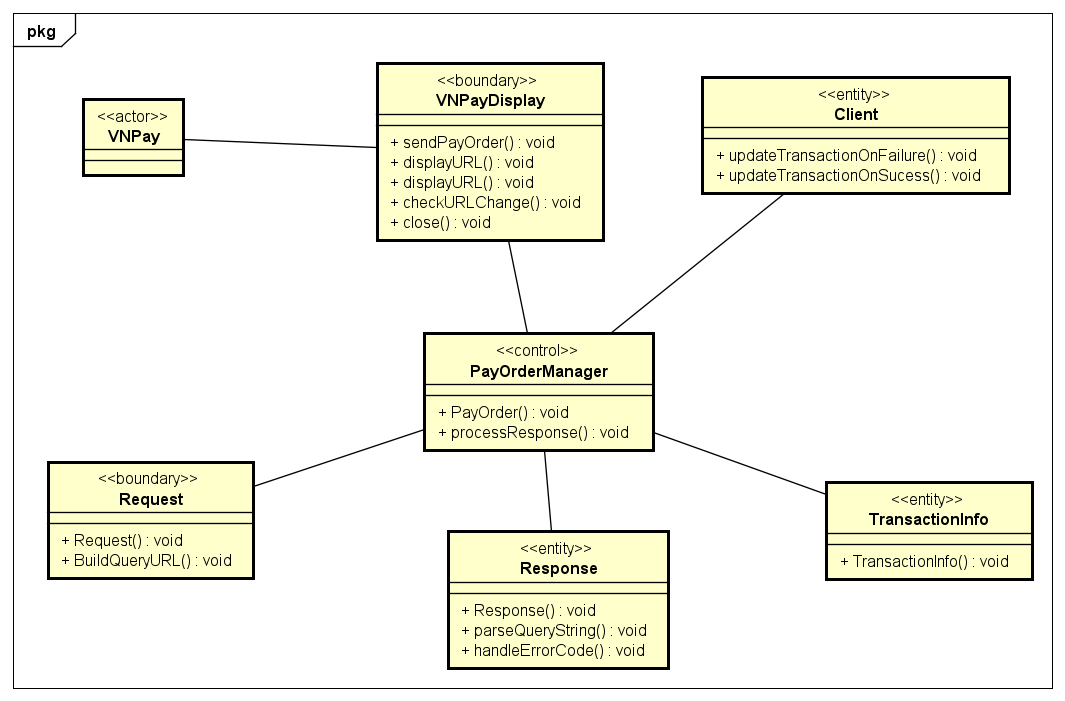 pkg
<<actor>>
VNPay
<<boundary>>
VNPayDisplay
+ sendPayOrder() : void
+ displayURL() : void
+ displayURL() : void
+ checkURLChange() : void
+ close() : void
<<entity>>
Client
+ updateTransactionOnFailure() : void
+ updateTransactionOnSucess() : void
<<control>>
PayOrderManager
+ PayOrder() : void
+ processResponse() : void
<<boundary>>
Request
+ Request() : void
+ BuildQueryURL() : void
<<entity>>
Response
+ Response() : void
+ parseQueryString() : void
+ handleErrorCode() : void
<<entity>>
TransactionInfo
+ TransactionInfo() : void